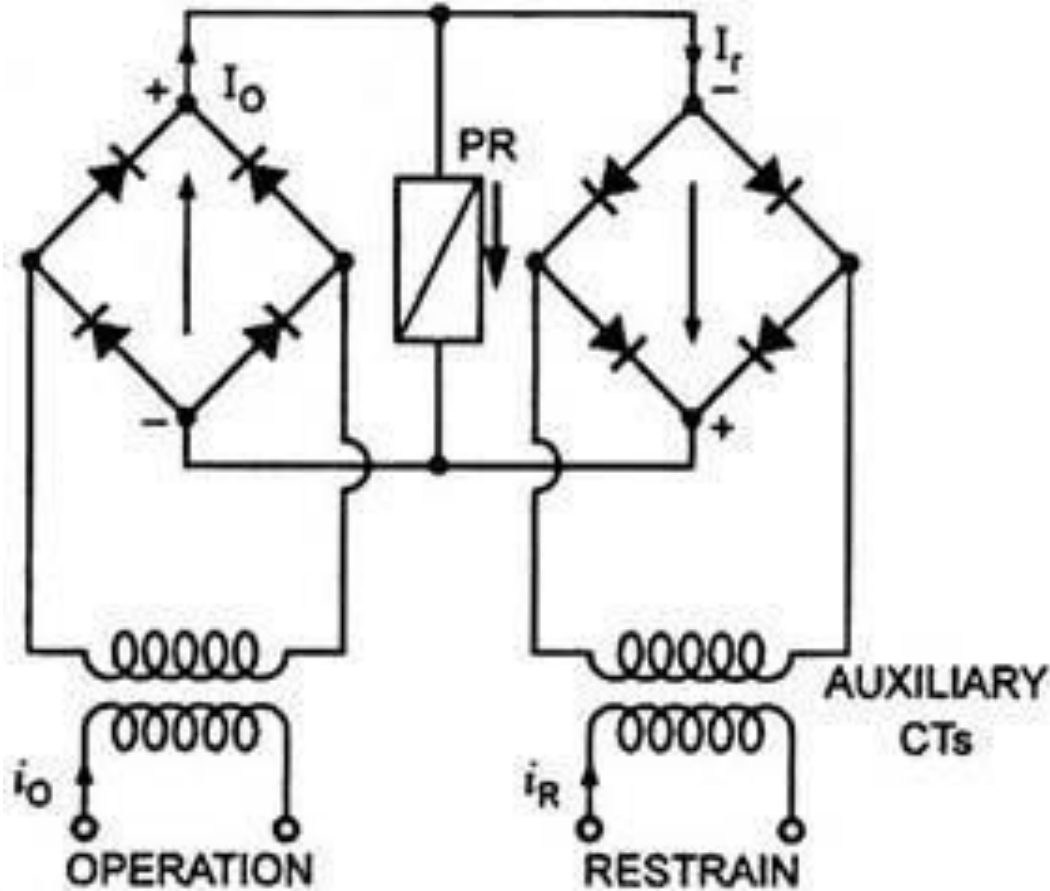 +
I_O
I_r
−
PR
−
+
AUXILIARY
CTs
i_O
i_R
OPERATION
RESTRAIN